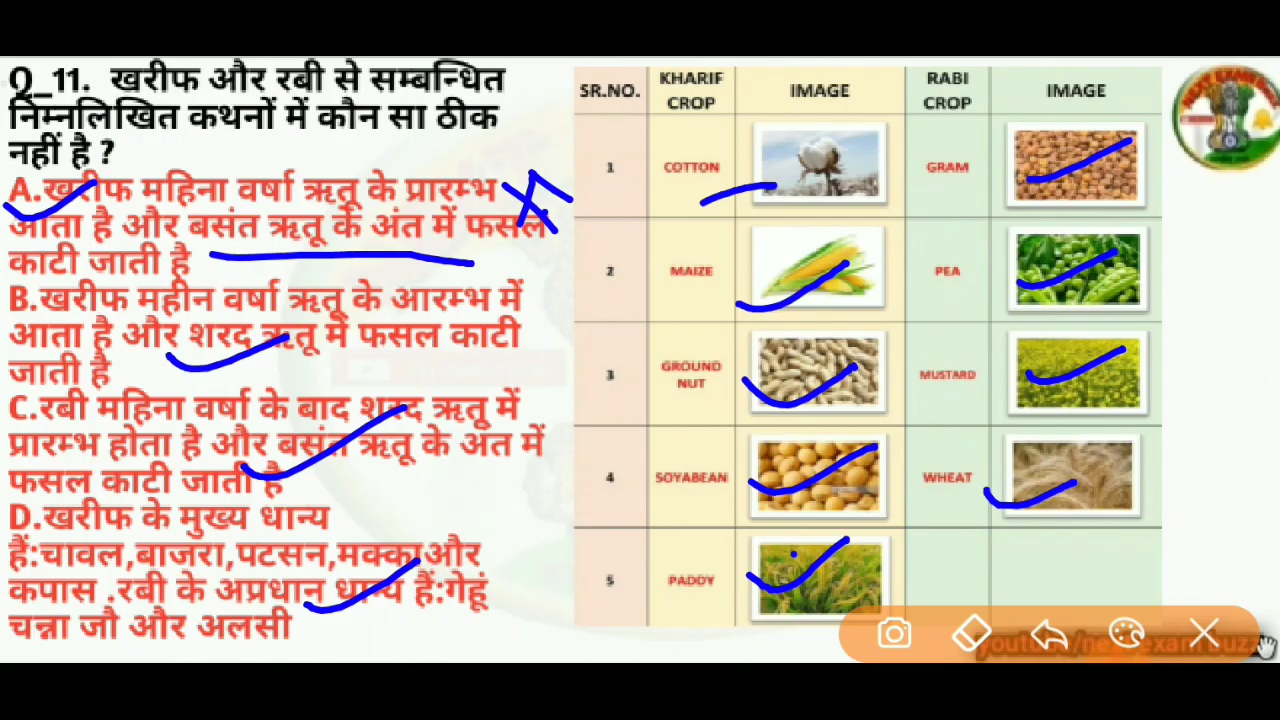 Q_11. खरीफ और रबी से सम्बन्धित
निम्नलिखित कथनों में कौन सा ठीक
नहीं है ?
A.खरीफ महिना वर्षा ऋतू के प्रारम्भ
आता है और बसंत ऋतू के अंत में फसल
काटी जाती है
B.खरीफ महीन वर्षा ऋतू के आरम्भ में
आता है और शरद ऋतू में फसल काटी
जाती है
C.रबी महिना वर्षा के बाद शरद ऋतू में
प्रारम्भ होता है और बसंत ऋतू के अंत में
फसल काटी जाती है
D.खरीफ के मुख्य धान्य
हैं:चावल,बाजरा,पटसन,मक्का,और
कपास .रबी के अप्रधान धान्य हैं:गेहूं
चन्ना जौ और अलसी
SR.NO. KHARIF CROP IMAGE RABI CROP IMAGE
1 COTTON GRAM
2 MAIZE PEA
3 GROUND NUT MUSTARD
4 SOYABEAN WHEAT
5 PADDY